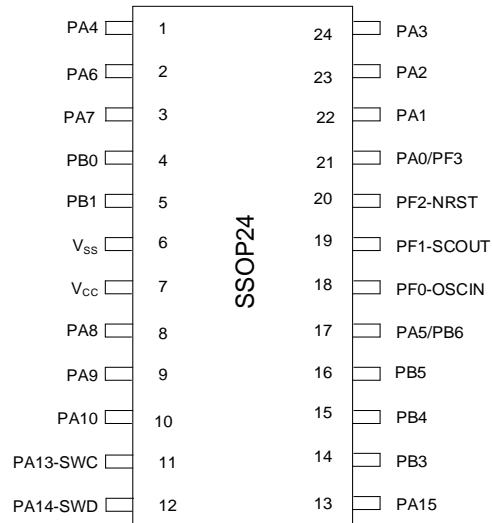 PA4 1 24 PA3
PA6 2 23 PA2
PA7 3 22 PA1
PB0 4 21 PA0/PF3
PB1 5 20 PF2-NRST
VSS 6 19 PF1-SCOUT
VCC 7 18 PF0-OSCIN
PA8 8 17 PA5/PB6
PA9 9 16 PB5
PA10 10 15 PB4
PA13-SWC 11 14 PB3
PA14-SWD 12 13 PA15
SSOP24